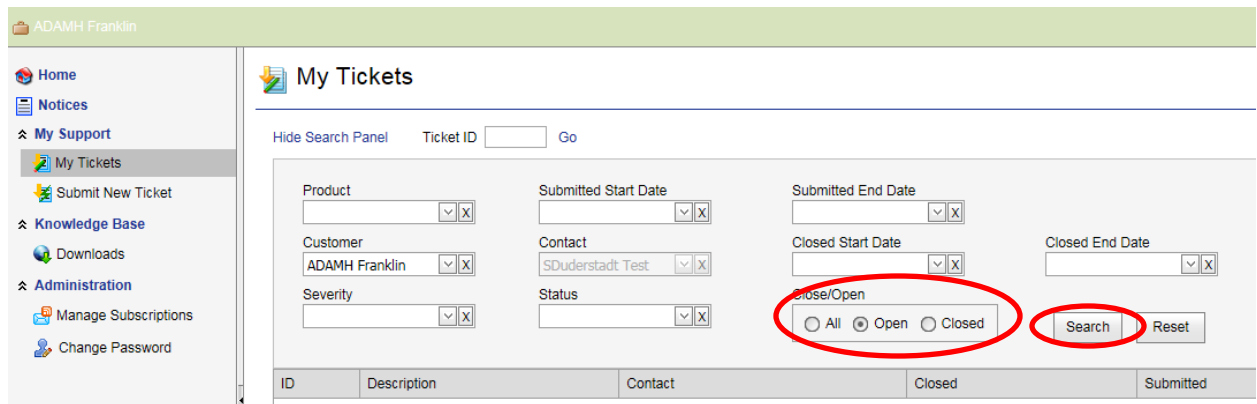 ADAMH Franklin
Home
Notices
My Support
My Tickets
Submit New Ticket
Knowledge Base
Downloads
Administration
Manage Subscriptions
Change Password
My Tickets
Hide Search Panel Ticket ID Go
Product Submitted Start Date Submitted End Date
X X X
Customer Contact Closed Start Date Closed End Date
ADAMH Franklin X SDuderstadt Test X X X
Severity Status Close/Open
X X All Open Closed Search Reset
ID Description Contact Closed Submitted